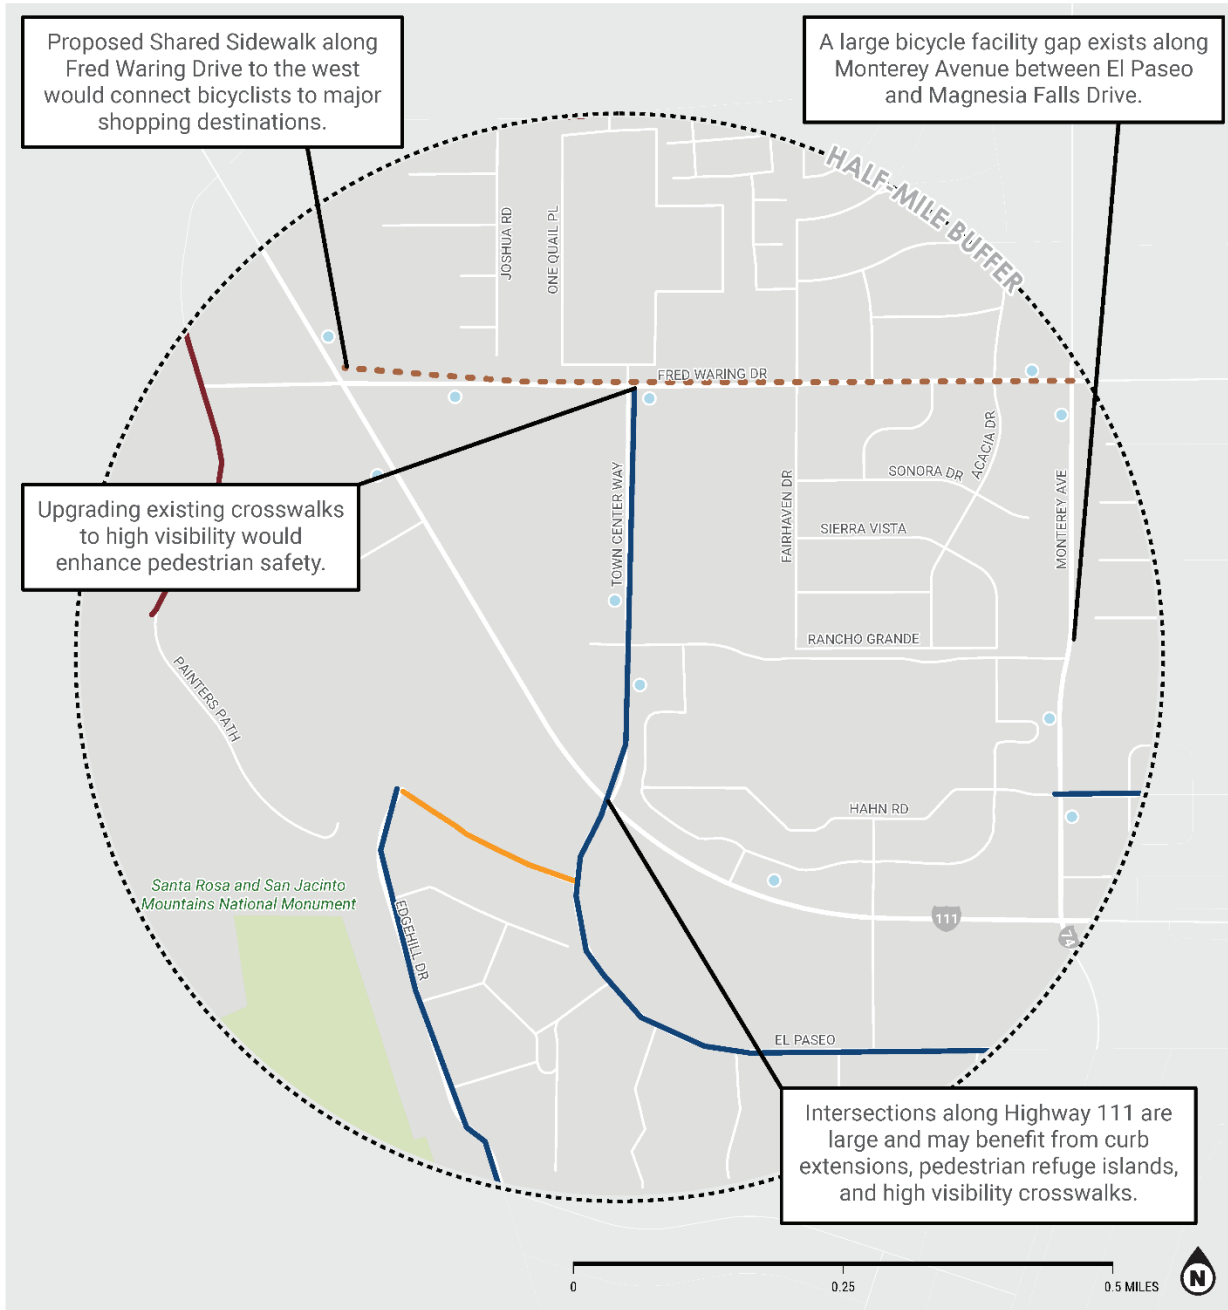 Proposed Shared Sidewalk along
Fred Waring Drive to the west
would connect bicyclists to major
shopping destinations.
A large bicycle facility gap exists along
Monterey Avenue between El Paseo
and Magnesia Falls Drive.
HALF-MILE BUFFER
JOSHUA RD
ONE QUAIL PL
FRED WARING DR
ACACIA DR
SONORA DR
TOWN CENTER WAY
FAIRHAVEN DR
MONTEREY AVE
SIERRA VISTA
Upgrading existing crosswalks
to high visibility would
enhance pedestrian safety.
RANCHO GRANDE
PAINTERS PATH
HAHN RD
Santa Rosa and San Jacinto
Mountains National Monument
EDGEHILL DR
111
74
EL PASEO
Intersections along Highway 111 are
large and may benefit from curb
extensions, pedestrian refuge islands,
and high visibility crosswalks.
0
0.25
0.5 MILES
N